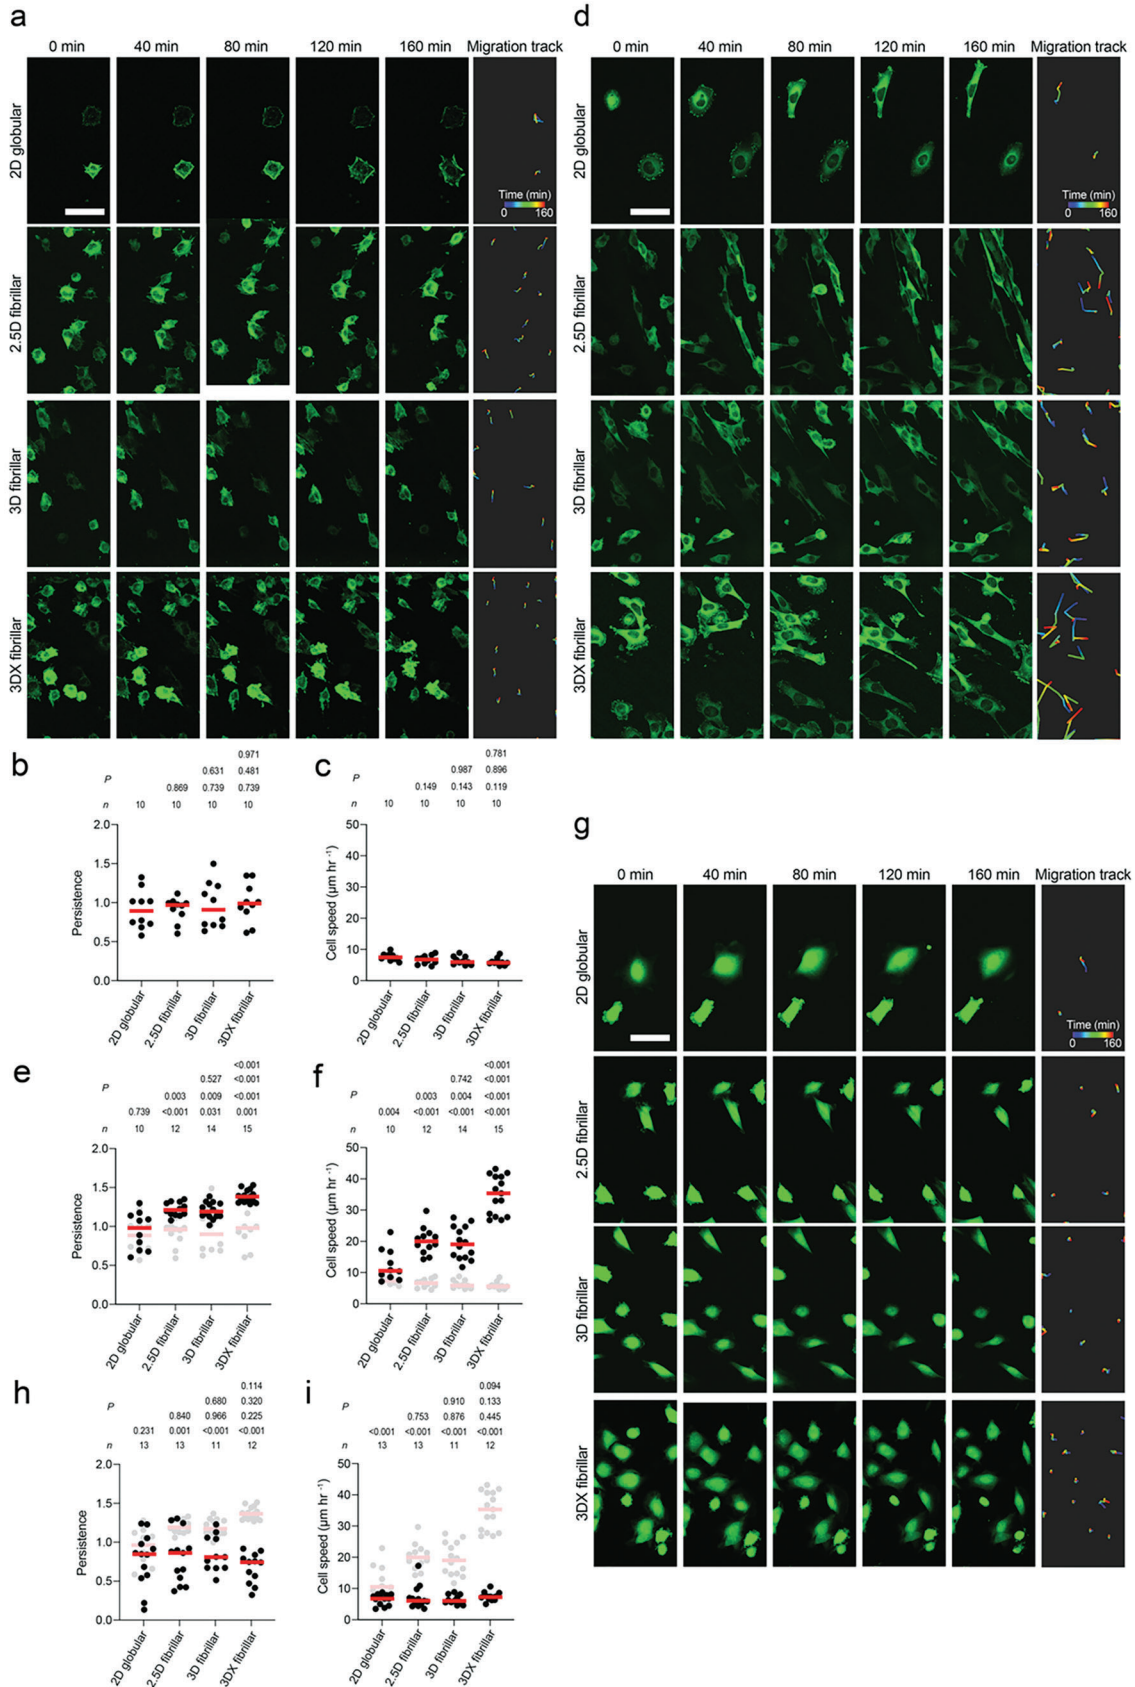 a
0 min 40 min 80 min 120 min 160 min Migration track
2D globular
Time (min)
0 160
2.5D fibrillar
3D fibrillar
3DX fibrillar
d
0 min 40 min 80 min 120 min 160 min Migration track
2D globular
Time (min)
0 160
2.5D fibrillar
3D fibrillar
3DX fibrillar
b
0.971
0.631 0.481
P 0.869 0.739 0.739
n 10 10 10 10
Persistence
2.0
1.5
1.0
0.5
0.0
2D globular 2.5D fibrillar 3D fibrillar 3DX fibrillar
c
0.781
0.987 0.896
P 0.149 0.143 0.119
n 10 10 10 10
Cell speed (µm hr -1)
50
40
30
20
10
0
2D globular 2.5D fibrillar 3D fibrillar 3DX fibrillar
e
<0.001
0.527 <0.001
P 0.003 0.009 <0.001
0.739 <0.001 0.031 0.001
n 10 12 14 15
Persistence
2.0
1.5
1.0
0.5
0.0
2D globular 2.5D fibrillar 3D fibrillar 3DX fibrillar
f
<0.001
0.742 <0.001
P 0.003 0.004 <0.001
0.004 <0.001 <0.001 <0.001
n 10 12 14 15
Cell speed (µm hr -1)
50
40
30
20
10
0
2D globular 2.5D fibrillar 3D fibrillar 3DX fibrillar
g
0 min 40 min 80 min 120 min 160 min Migration track
2D globular
Time (min)
0 160
2.5D fibrillar
3D fibrillar
3DX fibrillar
h
0.114
0.680 0.320
P 0.840 0.966 0.225
0.231 0.001 <0.001 <0.001
n 13 13 11 12
Persistence
2.0
1.5
1.0
0.5
0.0
2D globular 2.5D fibrillar 3D fibrillar 3DX fibrillar
i
0.094
0.910 0.133
P 0.753 0.876 0.445
<0.001 <0.001 <0.001 <0.001
n 13 13 11 12
Cell speed (µm hr -1)
50
40
30
20
10
0
2D globular 2.5D fibrillar 3D fibrillar 3DX fibrillar